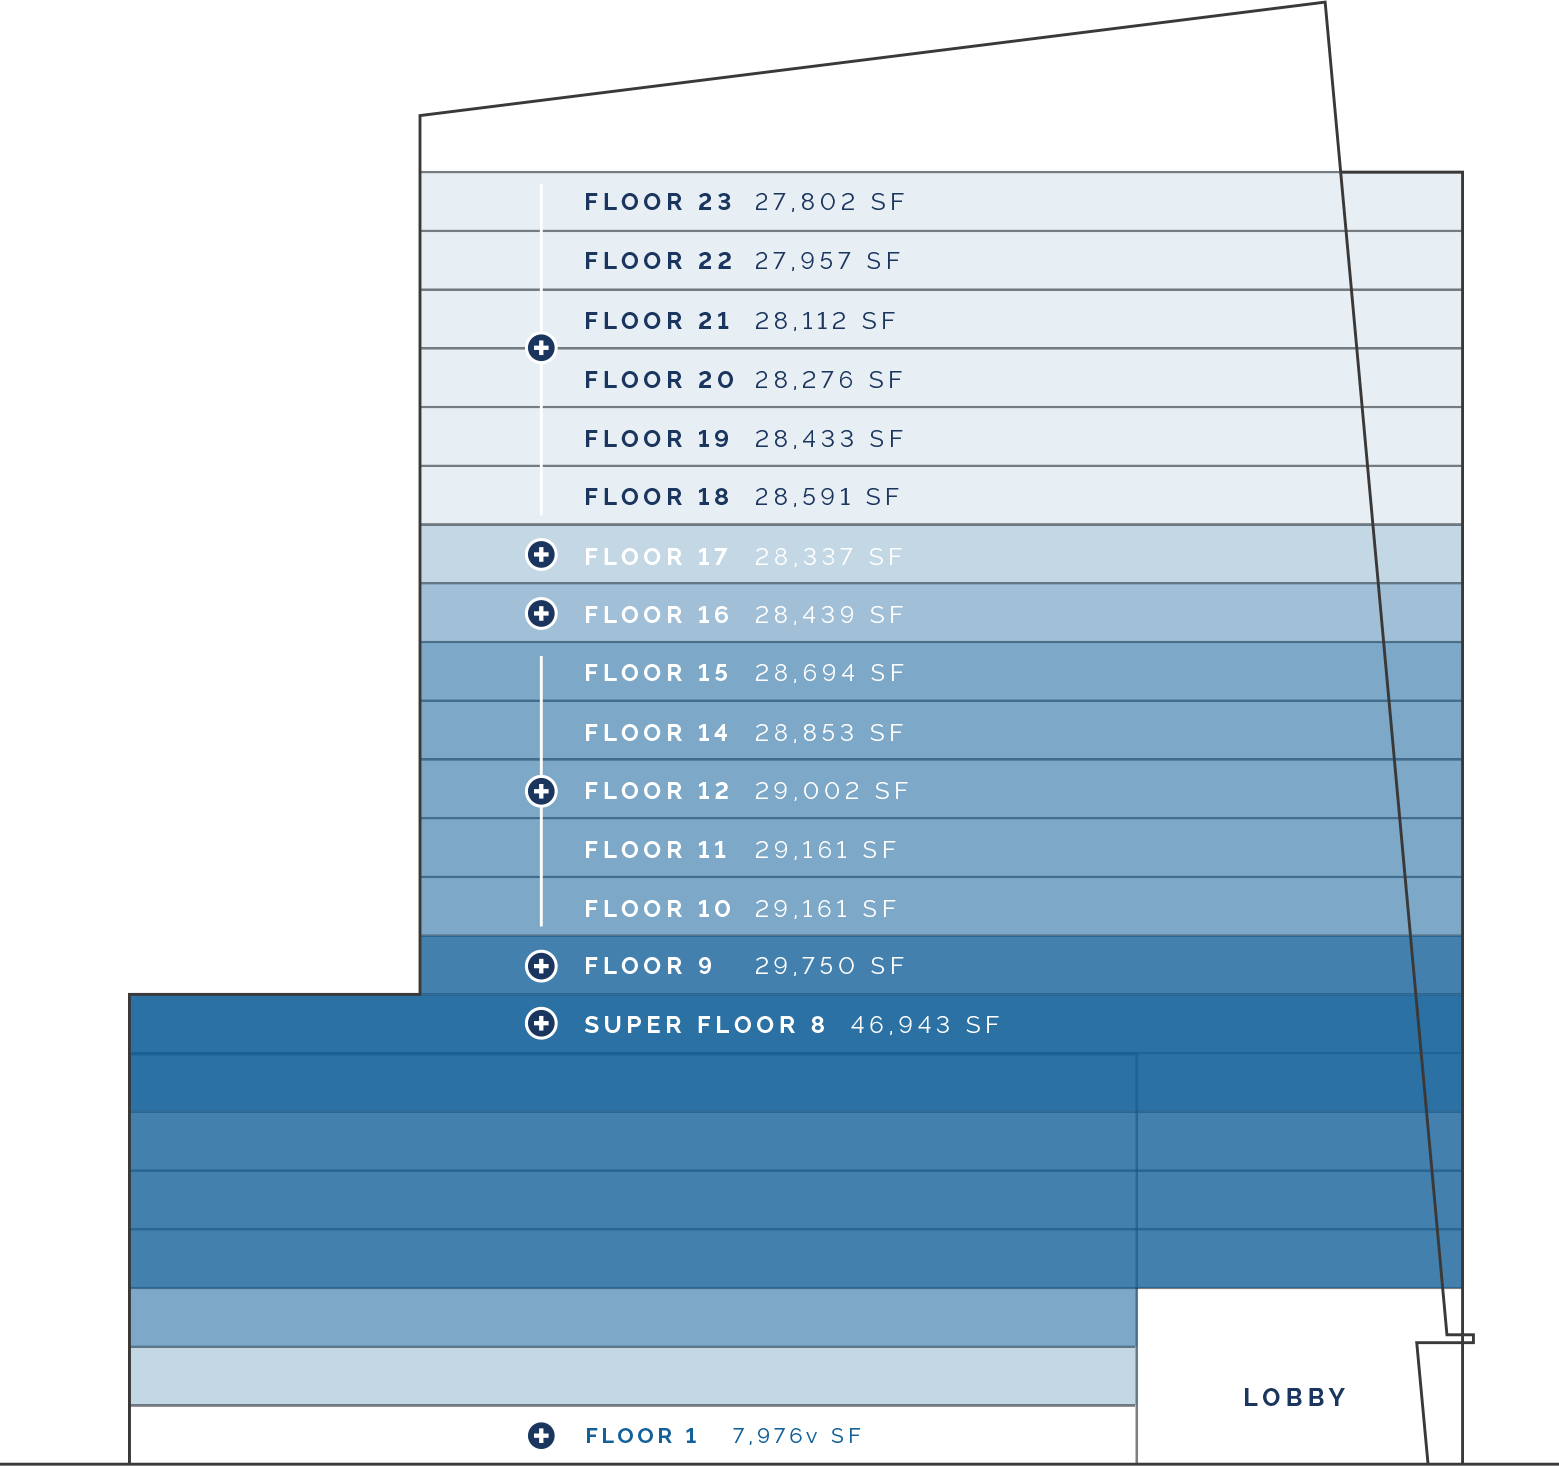 FLOOR 23 27,802 SF
FLOOR 22 27,957 SF
FLOOR 21 28,112 SF
FLOOR 20 28,276 SF
FLOOR 19 28,433 SF
FLOOR 18 28,591 SF
FLOOR 17 28,337 SF
FLOOR 16 28,439 SF
FLOOR 15 28,694 SF
FLOOR 14 28,853 SF
FLOOR 12 29,002 SF
FLOOR 11 29,161 SF
FLOOR 10 29,161 SF
FLOOR 9 29,750 SF
SUPER FLOOR 8 46,943 SF
LOBBY
FLOOR 1 7,976v SF